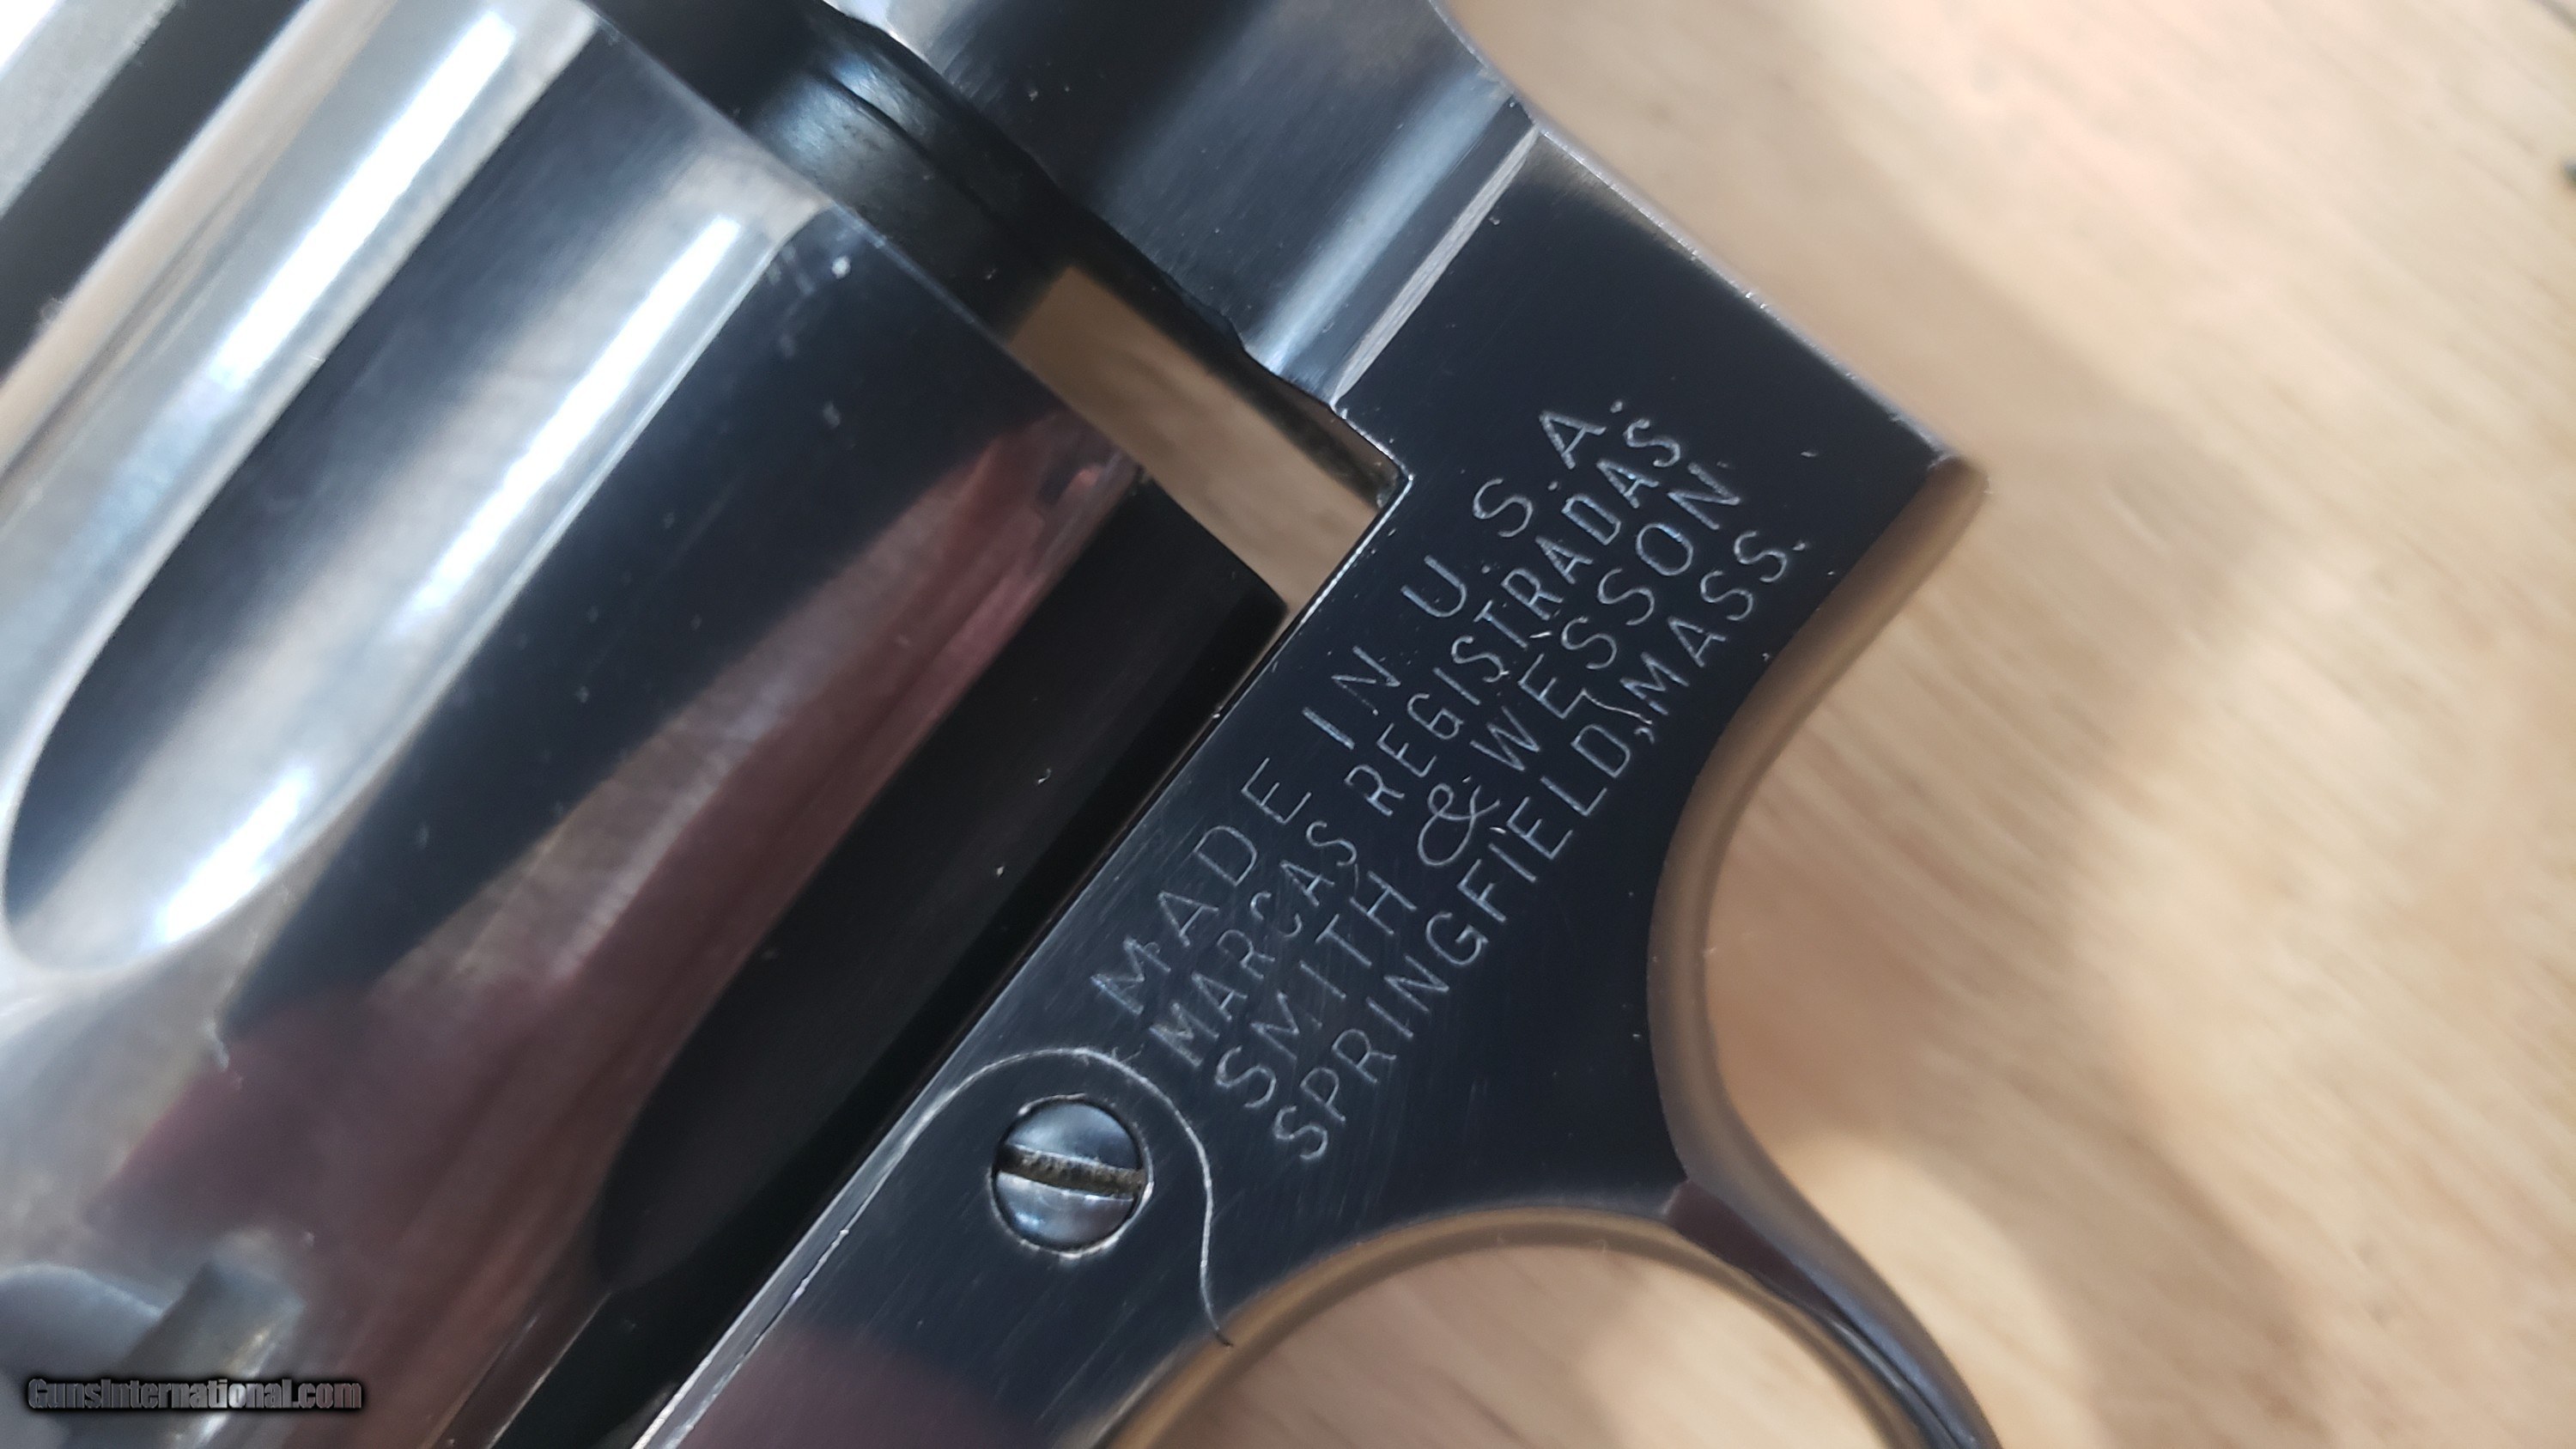 MADE IN U.S.A.
MARCAS REGISTRADAS
SMITH & WESSON
SPRINGFIELD, MASS.
GunsInternational.com